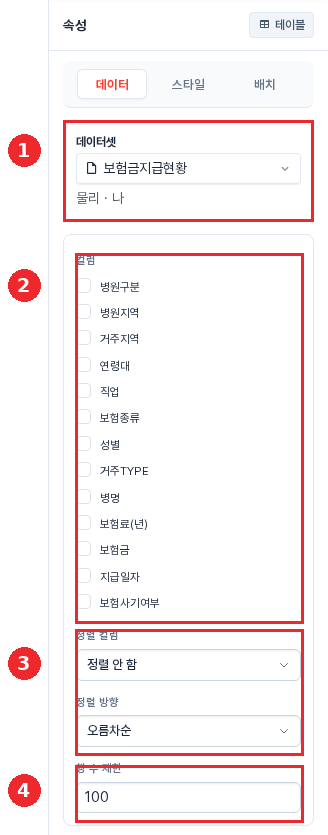 속성
테이블
데이터
스타일
배치
1
데이터셋
보험금지급현황
물리 · 나
2
컬럼
병원구분
병원지역
거주지역
연령대
직업
보험종류
성별
거주TYPE
병명
보험료(년)
보험금
지급일자
보험사기여부
3
정렬 컬럼
정렬 안 함
정렬 방향
오름차순
4
행 수 제한
100